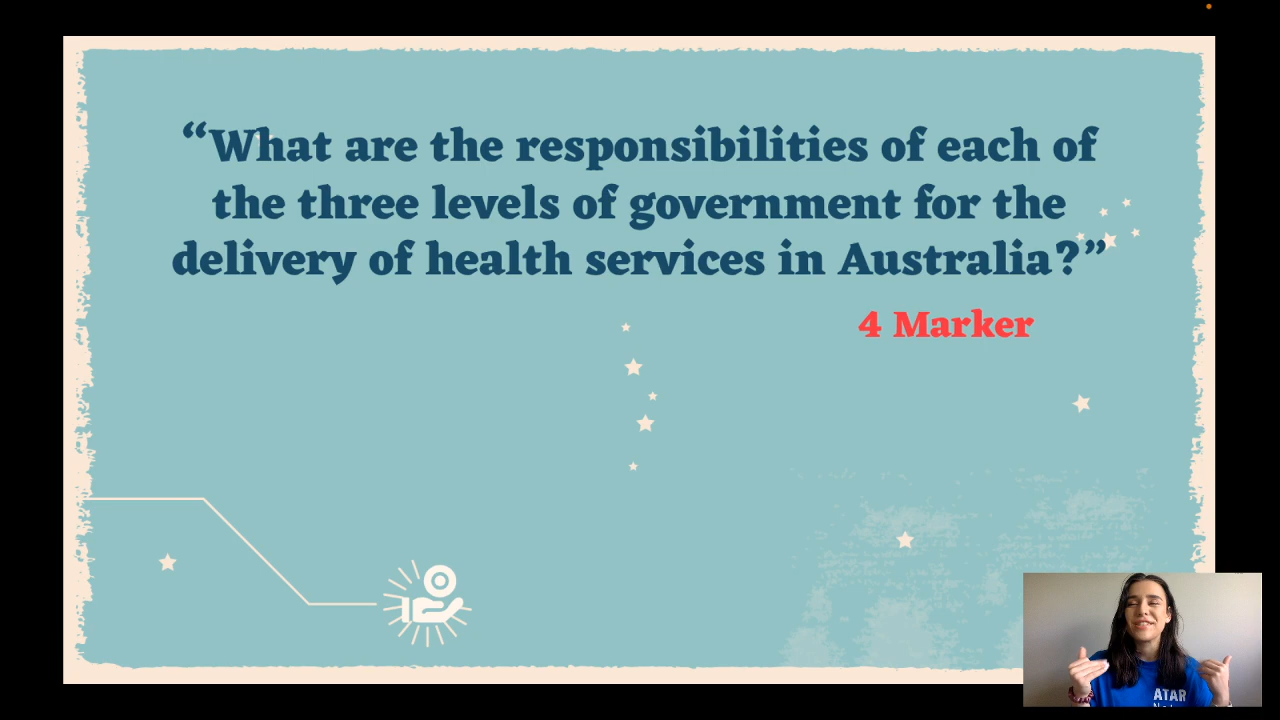 “What are the responsibilities of each of
the three levels of government for the
delivery of health services in Australia?”
4 Marker
ATAR